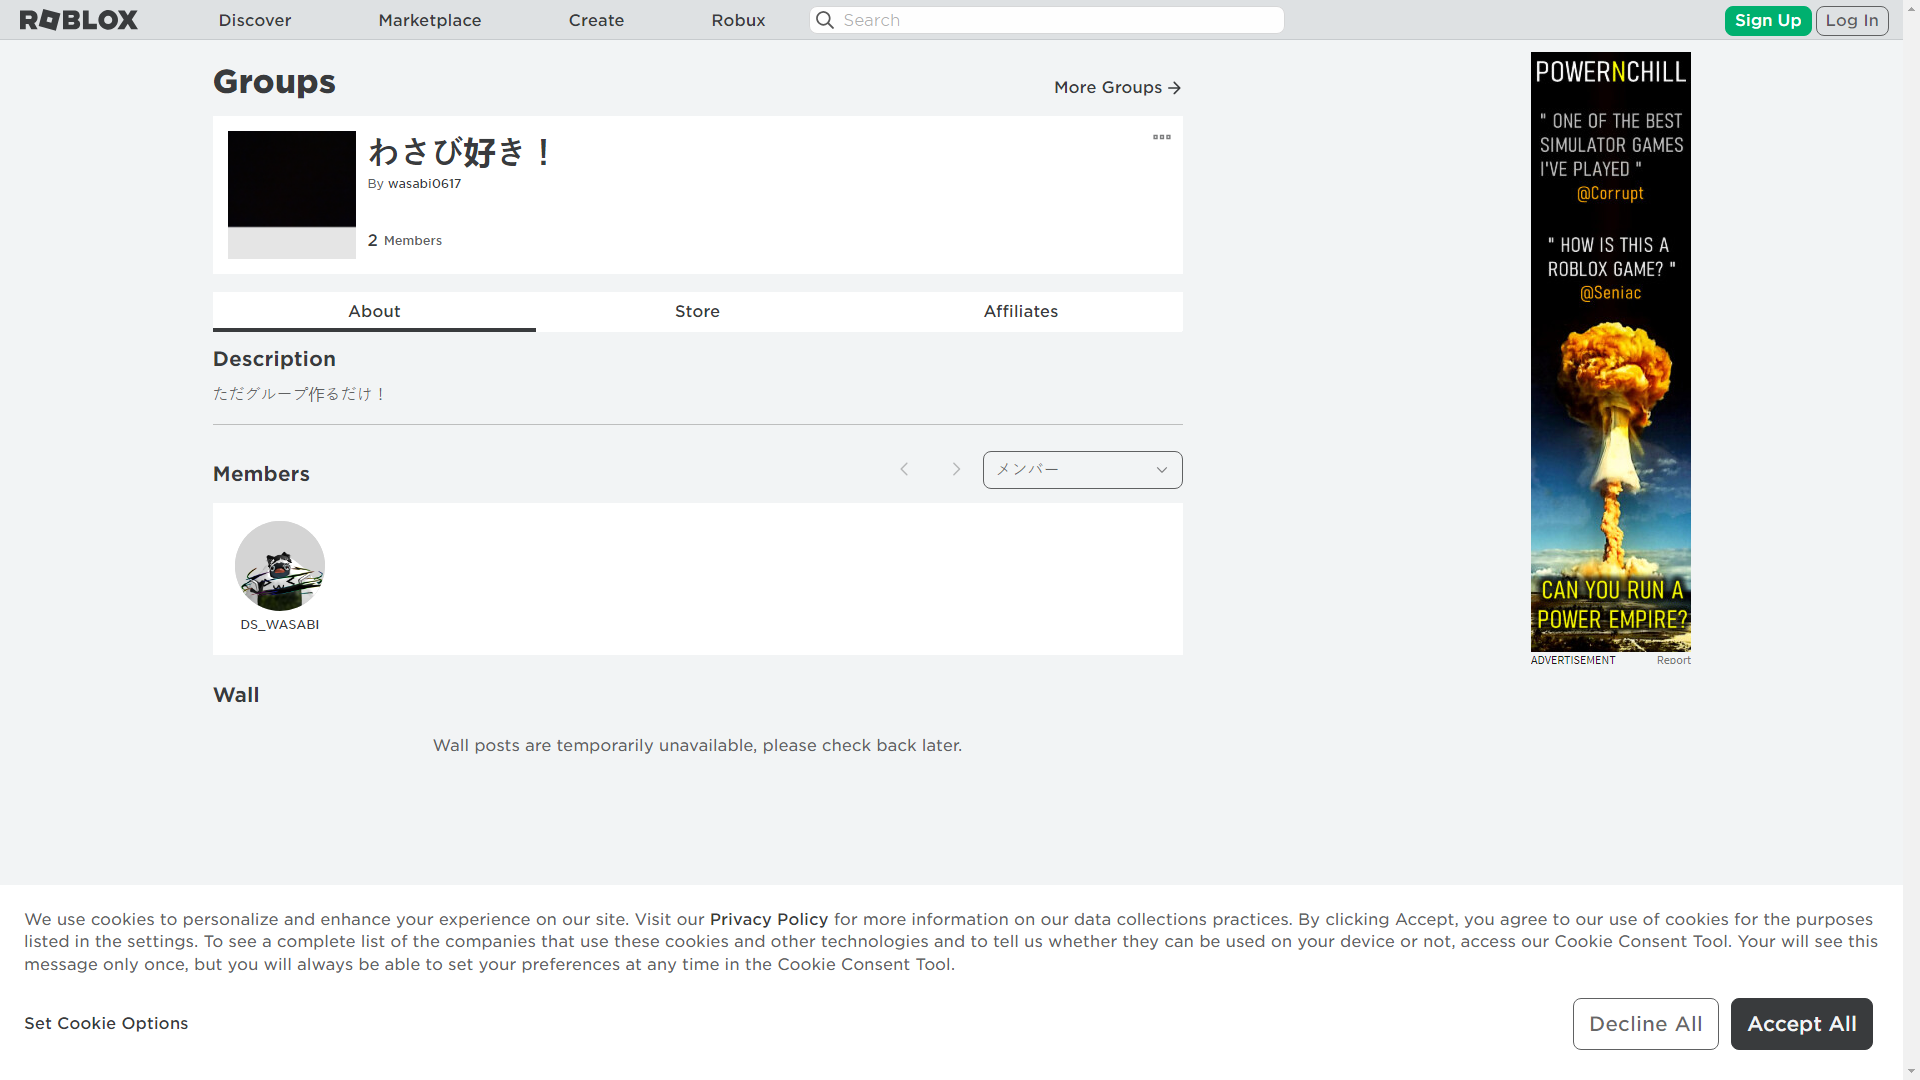 ROBLOX
Discover
Marketplace
Create
Robux
Search
Sign Up
Log In
Groups
More Groups
わさび好き！
By wasabi0617
2 Members
About
Store
Affiliates
Description
ただグループ作るだけ！
Members
メンバー
DS_WASABI
Wall
Wall posts are temporarily unavailable, please check back later.
POWERNCHILL
" ONE OF THE BEST
SIMULATOR GAMES
I'VE PLAYED "
@Corrupt
" HOW IS THIS A
ROBLOX GAME? "
@Seniac
CAN YOU RUN A
POWER EMPIRE?
ADVERTISEMENT
Report
We use cookies to personalize and enhance your experience on our site. Visit our Privacy Policy for more information on our data collections practices. By clicking Accept, you agree to our use of cookies for the purposes
listed in the settings. To see a complete list of the companies that use these cookies and other technologies and to tell us whether they can be used on your device or not, access our Cookie Consent Tool. Your will see this
message only once, but you will always be able to set your preferences at any time in the Cookie Consent Tool.
Set Cookie Options
Decline All
Accept All